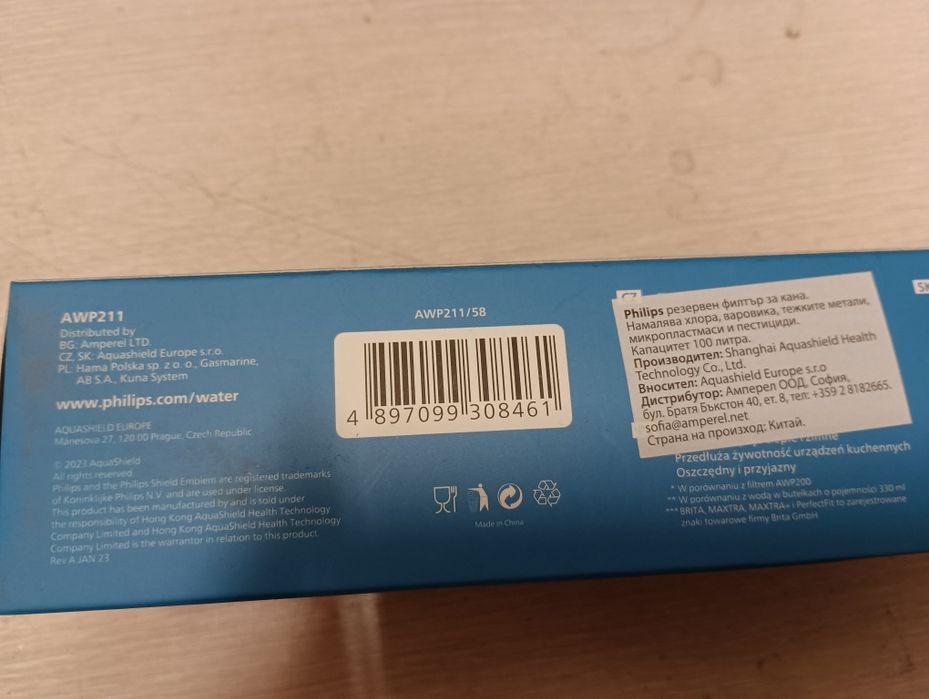 AWP211
Distributed by
BG: Amperel LTD.
CZ, SK: Aquashield Europe s.r.o.
PL: Hama Polska sp. z o. o., Gasmarine,
AB S.A., Kuna System
www.philips.com/water
AQUASHIELD EUROPE
Mánesova 27, 120 00 Prague, Czech Republic
© 2023 AquaShield
All rights reserved.
Philips and the Philips Shield Emblem are registered trademarks
of Koninklijke Philips N.V. and are used under license.
This product has been manufactured by and is sold under
the responsibility of Hong Kong AquaShield Health Technology
Company Limited and Hong Kong AquaShield Health Technology
Company Limited is the warrantor in relation to this product.
Rev A JAN 23
AWP211/58
4 897099 308461
Made in China
CZ
Philips резервен филтър за кана.
Намалява хлора, варовика, тежките метали,
микропластмаси и пестициди.
Капацитет 100 литра.
Производител: Shanghai Aquashield Health
Technology Co., Ltd.
Вносител: Aquashield Europe s.r.o
Дистрибутор: Амперел ООД, София,
бул. Братя Бъкстон 40, ет. 8, тел: +359 2 8182665.
sofia@amperel.net
Страна на произход: Китай.
zimne
Przedłuża żywotność urządzeń kuchennych
Oszczędny i przyjazny
* W porównaniu z filtrem AWP200
** W porównaniu z wodą w butelkach o pojemności 330 ml
*** BRITA, MAXTRA, MAXTRA+ i PerfectFit to zarejestrowane
znaki towarowe firmy Brita GmbH
SK